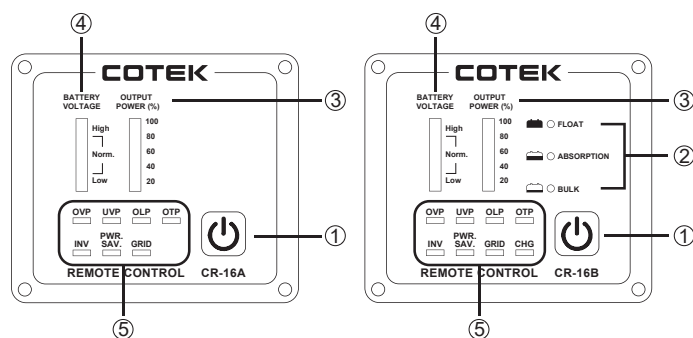 ④
COTEK
BATTERY VOLTAGE
OUTPUT POWER (%)
③
High
Norm.
Low
100
80
60
40
20
OVP UVP OLP OTP
INV PWR. SAV. GRID
①
REMOTE CONTROL CR-16A
⑤
④
COTEK
BATTERY VOLTAGE
OUTPUT POWER (%)
③
High
Norm.
Low
100
80
60
40
20
FLOAT
ABSORPTION
BULK
②
OVP UVP OLP OTP
INV PWR. SAV. GRID CHG
①
REMOTE CONTROL CR-16B
⑤